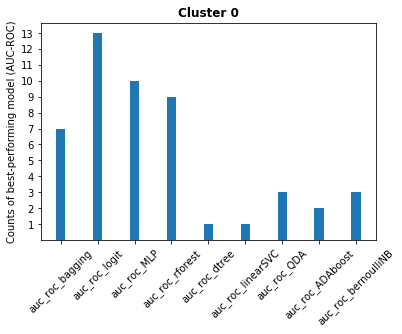 Cluster 0
Counts of best-performing model (AUC-ROC)
13
12
11
10
9
8
7
6
5
4
3
2
1
auc_roc_bagging
auc_roc_logit
auc_roc_MLP
auc_roc_rforest
auc_roc_dtree
auc_roc_linearSVC
auc_roc_QDA
auc_roc_ADAboost
auc_roc_bernoulliNB